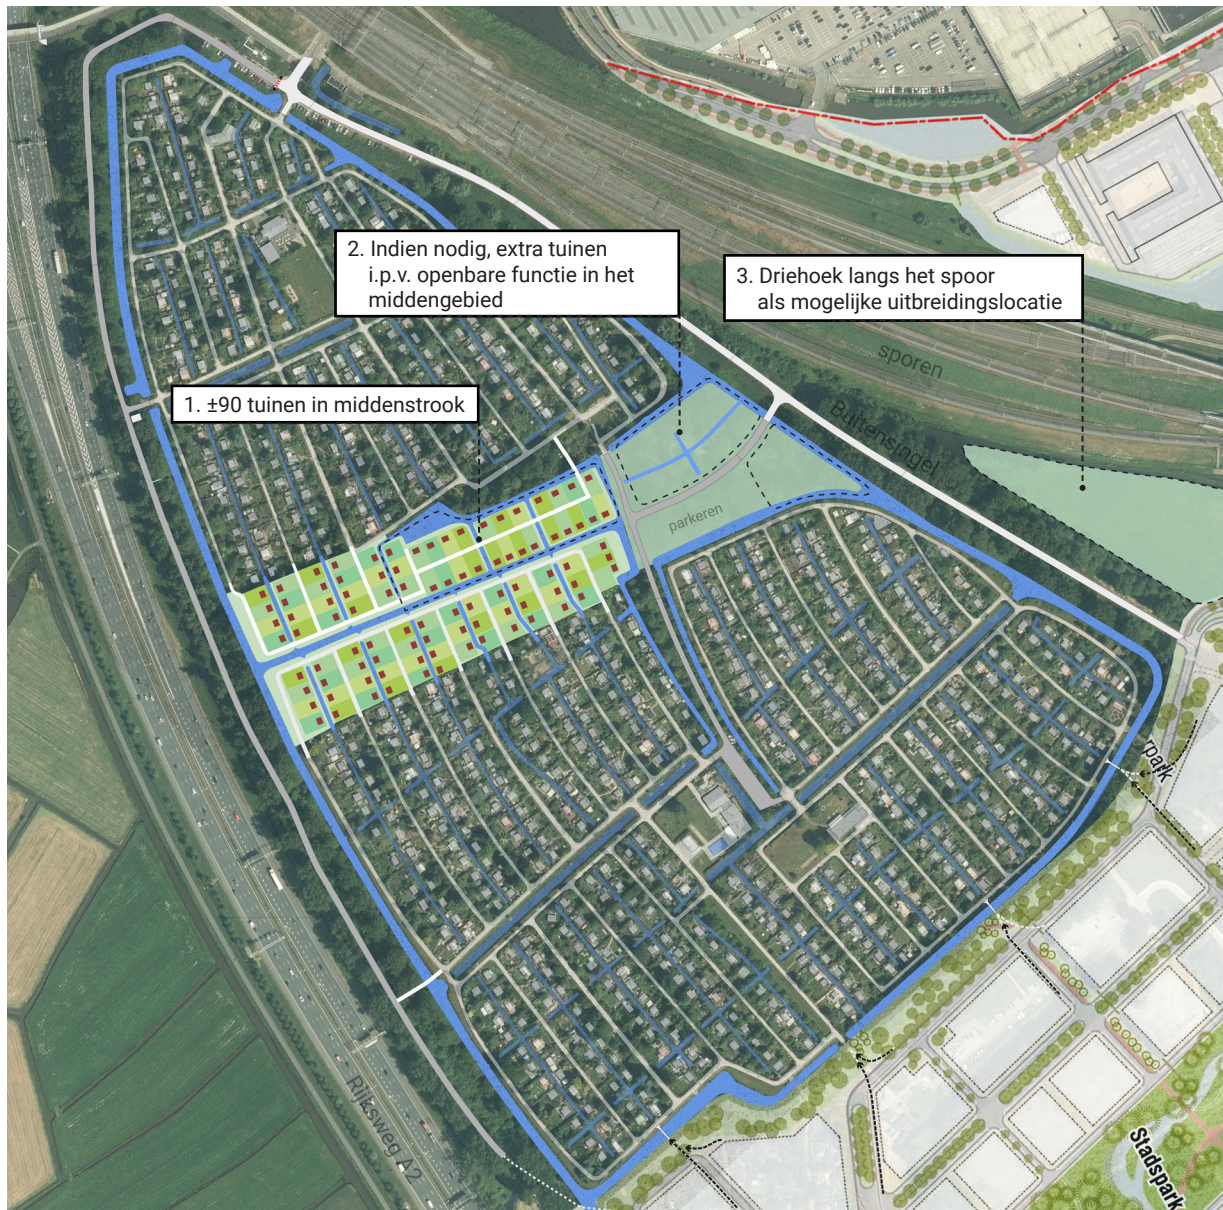 2. Indien nodig, extra tuinen
i.p.v. openbare functie in het
middengebied
3. Driehoek langs het spoor
als mogelijke uitbreidingslocatie
sporen
1. ±90 tuinen in middenstrook
Buitensingel
parkeren
rpark
Rijksweg A2
Stadspark